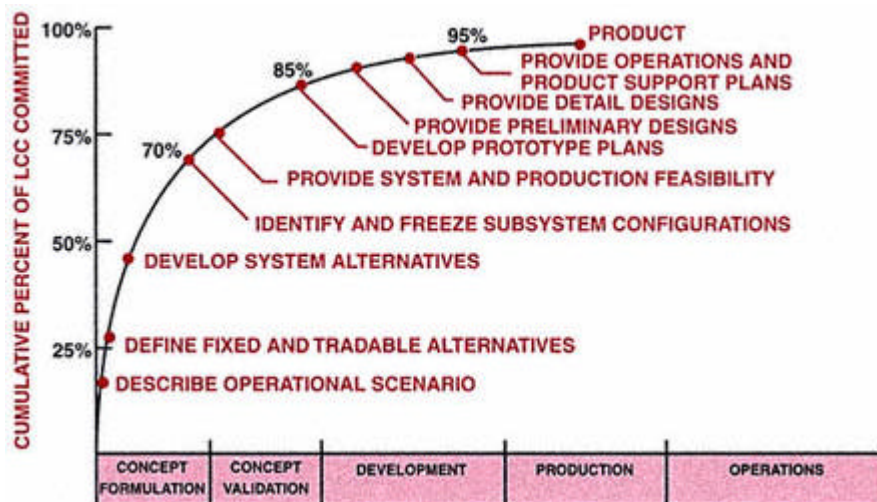 CUMULATIVE PERCENT OF LCC COMMITTED
100%
75%
50%
25%
95%
85%
70%
PRODUCT
PROVIDE OPERATIONS AND
PRODUCT SUPPORT PLANS
PROVIDE DETAIL DESIGNS
PROVIDE PRELIMINARY DESIGNS
DEVELOP PROTOTYPE PLANS
PROVIDE SYSTEM AND PRODUCTION FEASIBILITY
IDENTIFY AND FREEZE SUBSYSTEM CONFIGURATIONS
DEVELOP SYSTEM ALTERNATIVES
DEFINE FIXED AND TRADABLE ALTERNATIVES
DESCRIBE OPERATIONAL SCENARIO
CONCEPT
FORMULATION
CONCEPT
VALIDATION
DEVELOPMENT
PRODUCTION
OPERATIONS